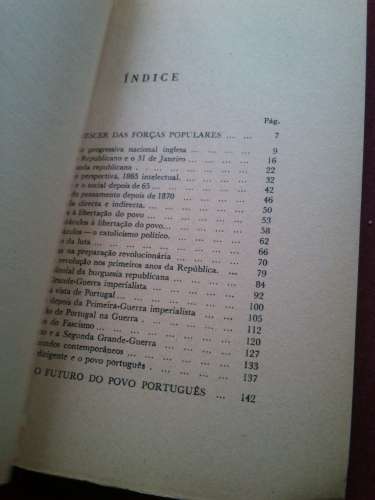 ÍNDICE
Pág.
DAS FORÇAS POPULARES ... ... 7
progressiva nacional inglesa ... ... 9
Republicano e o 31 de Janeiro ... ... 16
republicana ... ... ... ... 22
perspectiva, 1865 intelectual. ... ... 32
e o social depois de 65 ... ... ... 42
pensamento depois de 1870 ... ... 46
directa e indirecta. ... ... ... 50
à libertação do povo ... ... ... 53
à libertação do povo... ... ... 58
— o catolicismo político. ... ... 62
da luta ... ... ... ... ... 66
na preparação revolucionária ... ... 70
revolução nos primeiros anos da República. ... 79
da burguesia republicana ... ... 84
Grande-Guerra imperialista ... ... 92
vista de Portugal... ... ... ... 100
depois da Primeira-Guerra imperialista ... 105
de Portugal na Guerra . ... ... ... 112
do Fascismo... ... ... ... ... 120
e a Segunda Grande-Guerra ... ... 127
contemporâneos ... ... ... ... 133
dirigente e o povo português . ... ... 137
O FUTURO DO POVO PORTUGUÊS ... 142